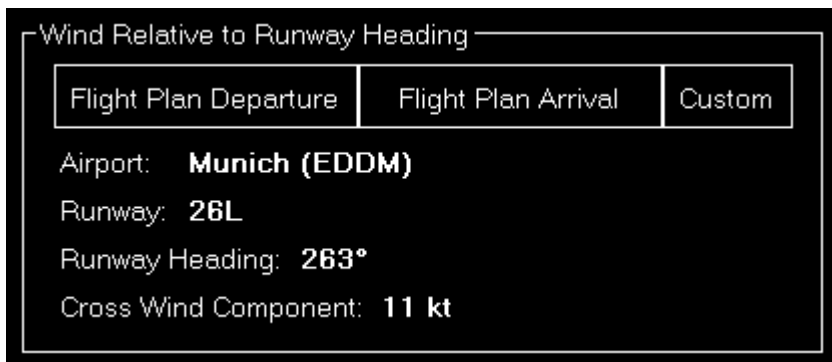 Wind Relative to Runway Heading
Flight Plan Departure Flight Plan Arrival Custom
Airport: Munich (EDDM)
Runway: 26L
Runway Heading: 263°
Cross Wind Component: 11 kt